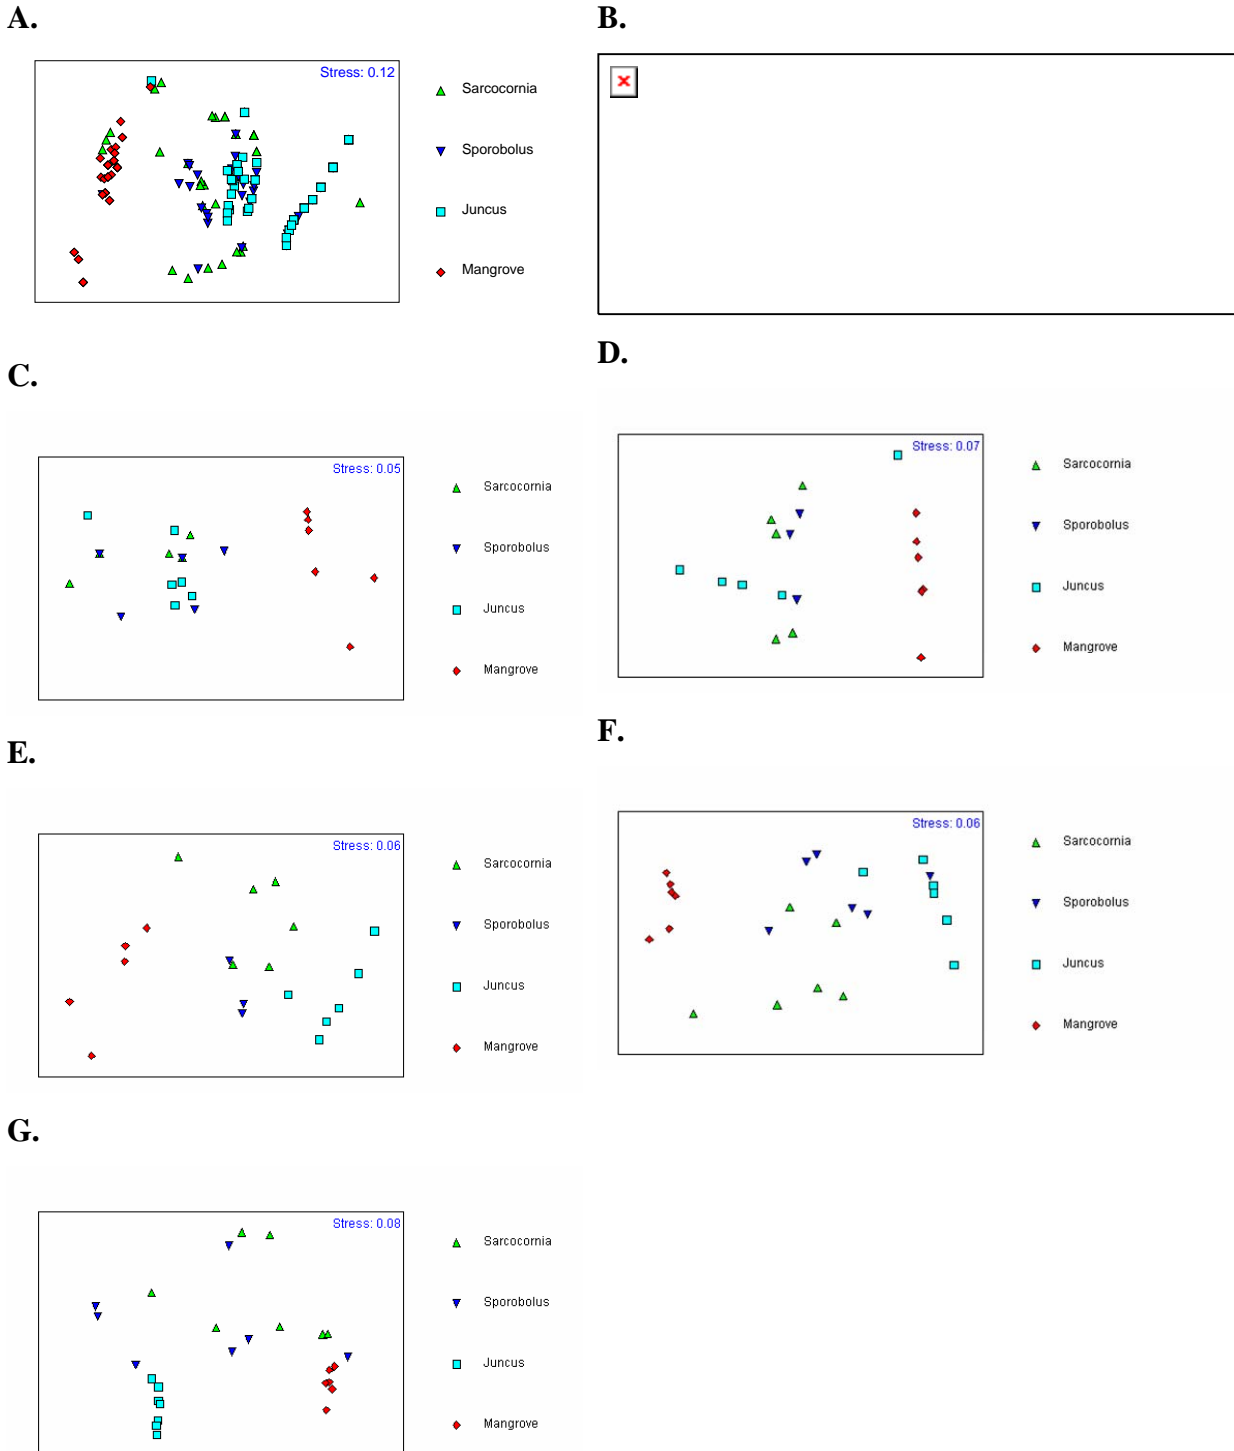 A.
Stress: 0.12
Sarcocornia
Sporobolus
Juncus
Mangrove
B.
C.
Stress: 0.05
Sarcocornia
Sporobolus
Juncus
Mangrove
D.
Stress: 0.07
Sarcocornia
Sporobolus
Juncus
Mangrove
E.
Stress: 0.06
Sarcocornia
Sporobolus
Juncus
Mangrove
F.
Stress: 0.06
Sarcocornia
Sporobolus
Juncus
Mangrove
G.
Stress: 0.08
Sarcocornia
Sporobolus
Juncus
Mangrove